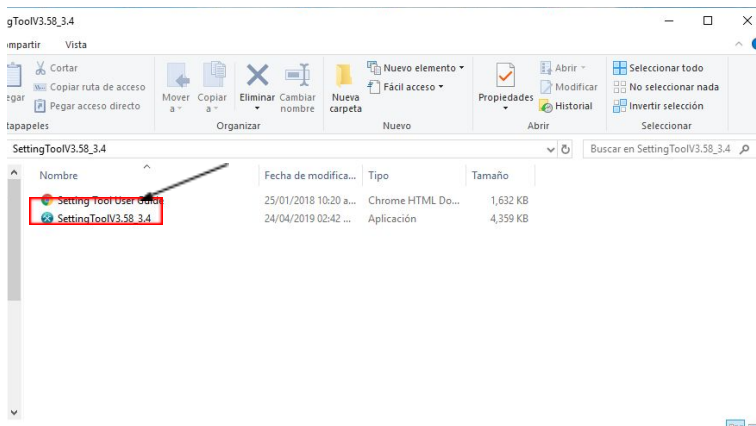 gToolV3.58_3.4
ompartir Vista
Cortar
Copiar ruta de acceso
egar
Pegar acceso directo
Mover
a
Copiar
a
Eliminar
Cambiar
nombre
Nueva
carpeta
Nuevo elemento
Fácil acceso
Propiedades
Abrir
Modificar
Historial
Seleccionar todo
No seleccionar nada
Invertir selección
tapapeles
Organizar
Nuevo
Abrir
Seleccionar
SettingToolV3.58_3.4
Buscar en SettingToolV3.58_3.4
Nombre Fecha de modifica... Tipo Tamaño
Setting Tool User Guide 25/01/2018 10:20 a... Chrome HTML Do... 1,632 KB
SettingToolV3.58_3.4 24/04/2019 02:42 ... Aplicación 4,359 KB